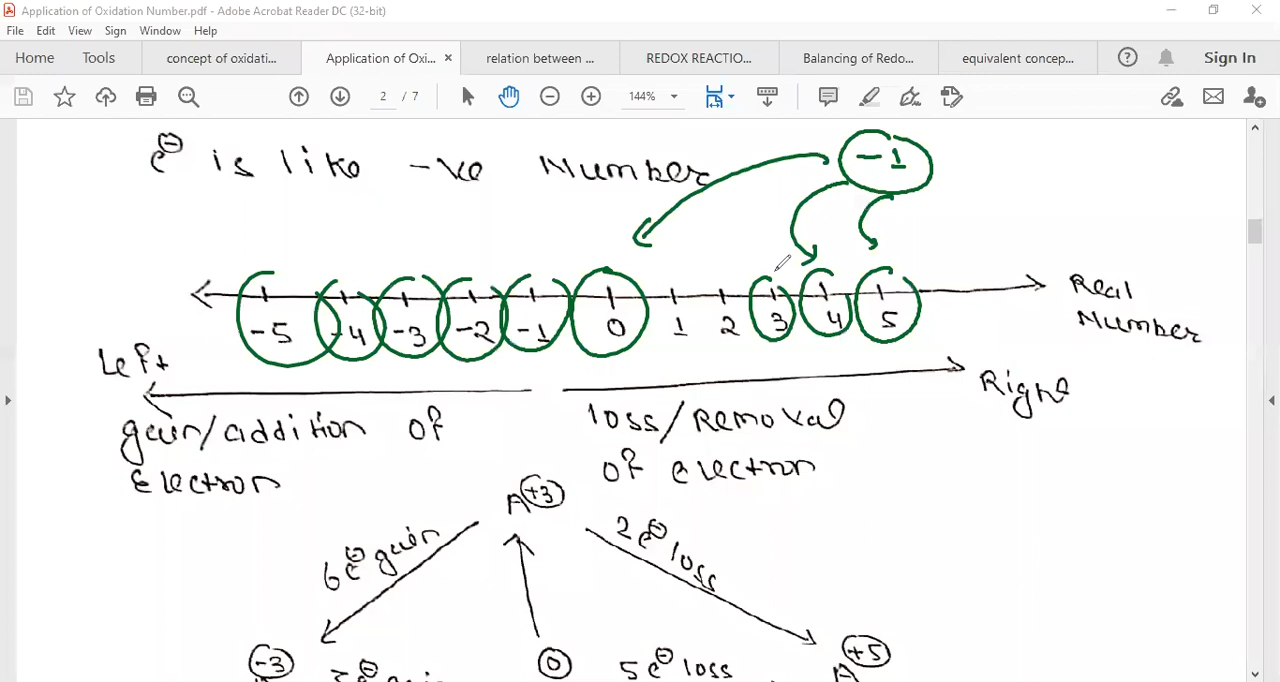 Application of Oxidation Number.pdf - Adobe Acrobat Reader DC (32-bit)
File Edit View Sign Window Help
Home Tools concept of oxidati... Application of Oxi... × relation between ... REDOX REACTIO... Balancing of Redo... equivalent concep... Sign In
2 / 7 144%
e⊖ is like -ve Number
-1
-5 -4 -3 -2 -1 0 1 2 3 4 5
Real
Number
Left
Right
gain/addition of
Electron
loss/Removal
of electron
A +3
6e⊖ gain
2e⊖ loss
-3
0
5e⊖ loss
+5
A